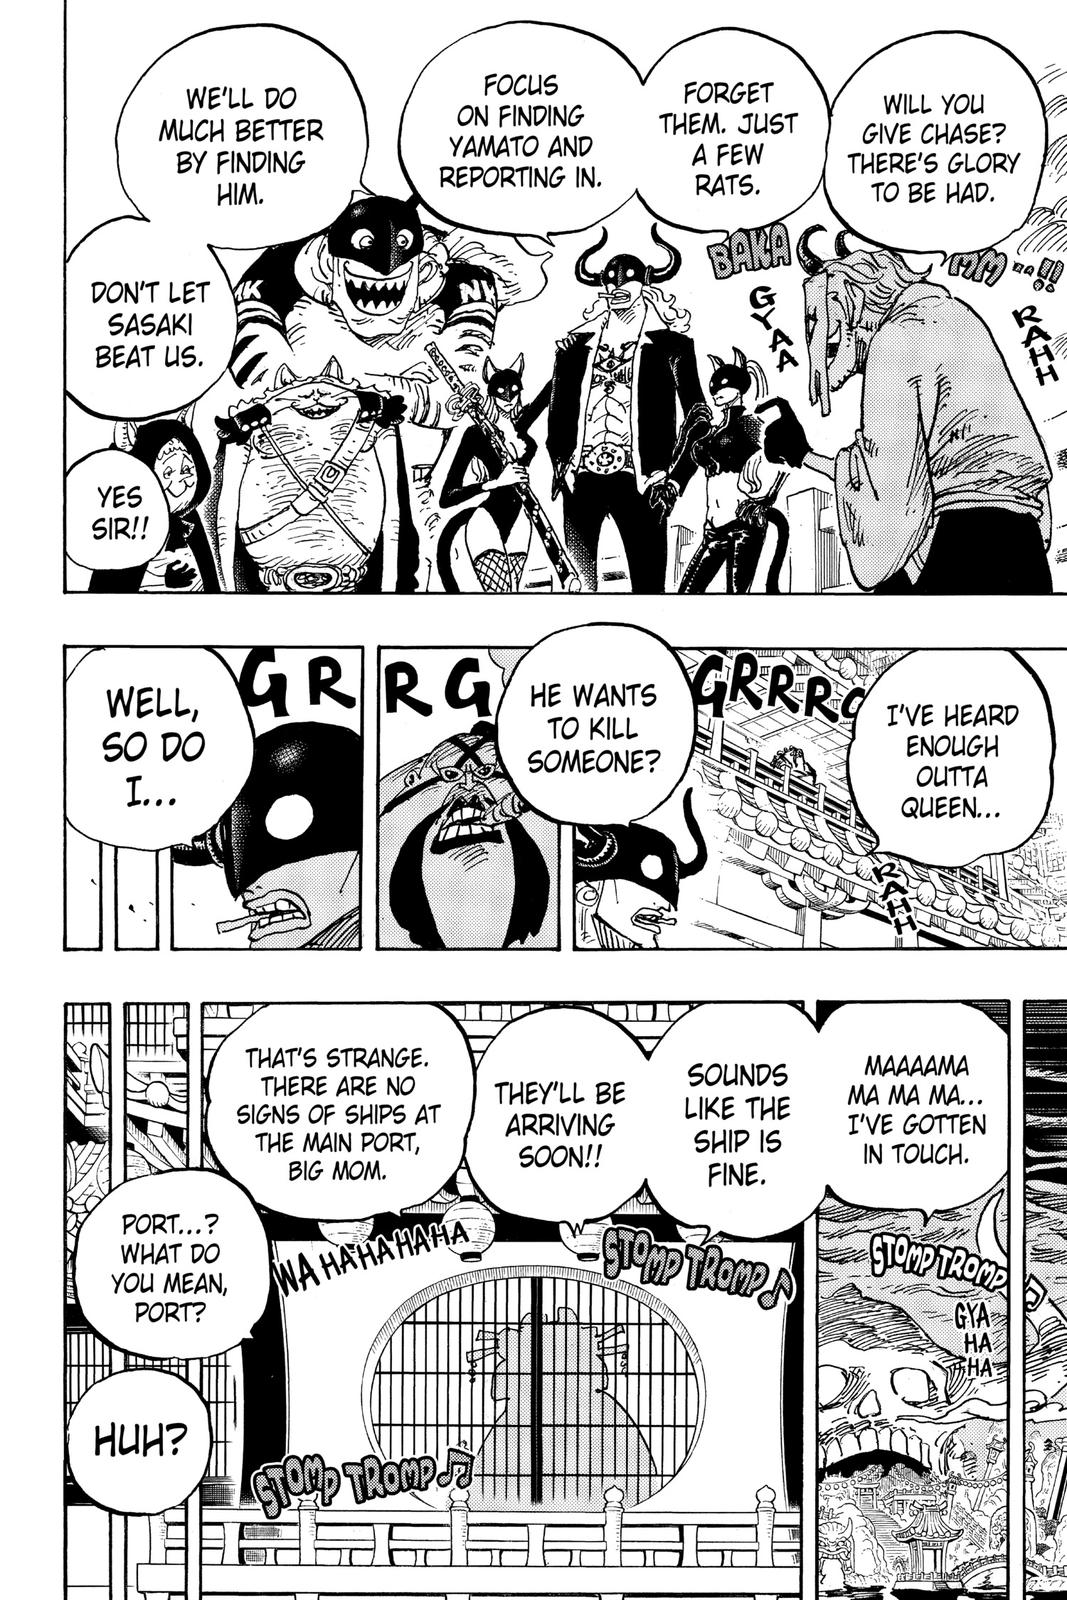 WILL YOU
GIVE CHASE?
THERE'S GLORY
TO BE HAD.
FORGET
THEM. JUST
A FEW
RATS.
FOCUS
ON FINDING
YAMATO AND
REPORTING IN.
WE'LL DO
MUCH BETTER
BY FINDING
HIM.
DON'T LET
SASAKI
BEAT US.
YES
SIR!!
BAKA
MM...!!
GYAA
RAHH
NK
NK
I'VE HEARD
ENOUGH
OUTTA
QUEEN...
GRRRG
RAHH
HE WANTS
TO KILL
SOMEONE?
RG
GR
WELL,
SO DO
I...
MAAAAMA
MA MA MA...
I'VE GOTTEN
IN TOUCH.
SOUNDS
LIKE THE
SHIP IS
FINE.
THEY'LL BE
ARRIVING
SOON!!
THAT'S STRANGE.
THERE ARE NO
SIGNS OF SHIPS AT
THE MAIN PORT,
BIG MOM.
PORT...?
WHAT DO
YOU MEAN,
PORT?
HUH?
STOMP TROMP
GYA
HA
HA
STOMP TROMP♪
WA HA HA HA HA
STOMP TROMP♫